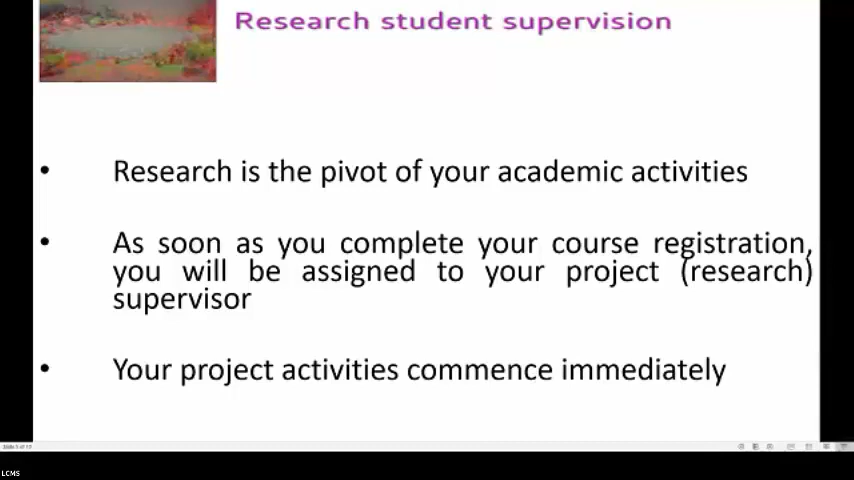 Research student supervision
• Research is the pivot of your academic activities
• As soon as you complete your course registration,
you will be assigned to your project (research)
supervisor
• Your project activities commence immediately
LCMS